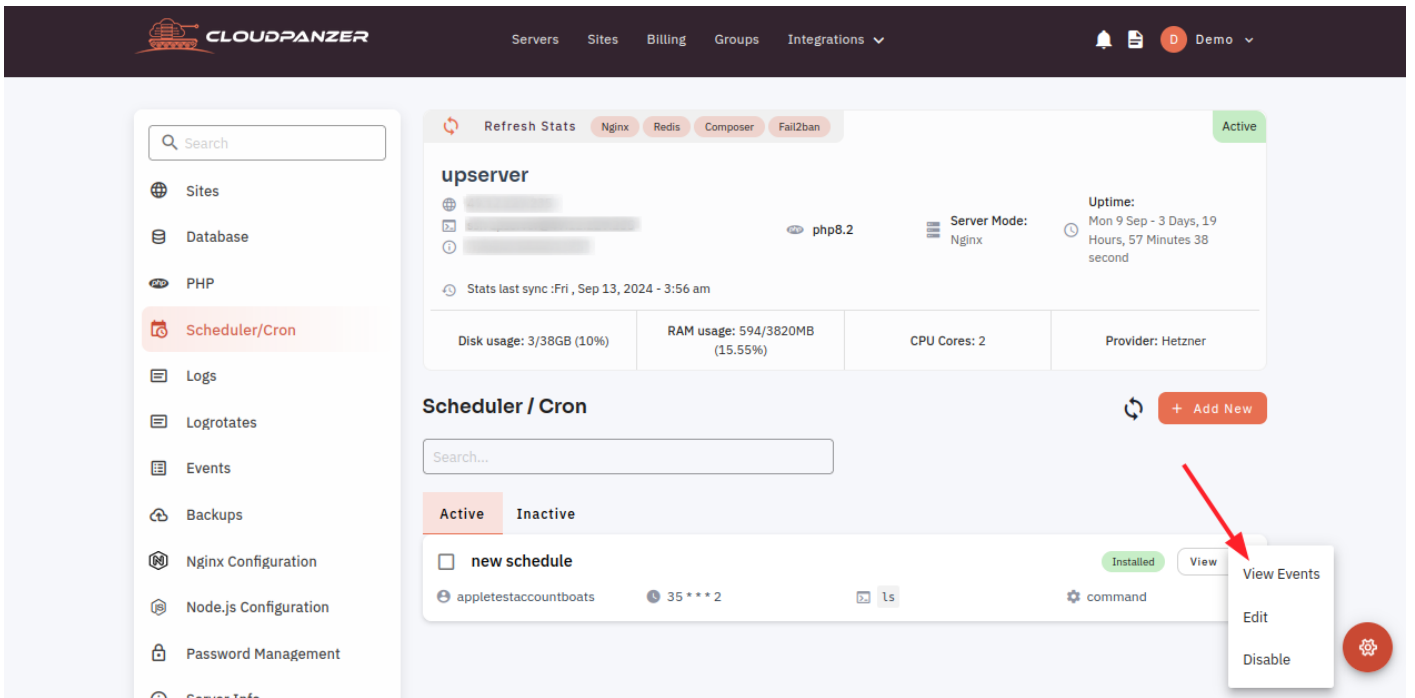 CLOUDPANZER
Servers Sites Billing Groups Integrations
D Demo
Search
Sites
Database
php PHP
Scheduler/Cron
Logs
Logrotates
Events
Backups
Nginx Configuration
Node.js Configuration
Password Management
Server Info
Refresh Stats Nginx Redis Composer Fail2ban Active
upserver
php php8.2
Server Mode:
Nginx
Uptime:
Mon 9 Sep - 3 Days, 19
Hours, 57 Minutes 38
second
Stats last sync :Fri , Sep 13, 2024 - 3:56 am
Disk usage: 3/38GB (10%)
RAM usage: 594/3820MB
(15.55%)
CPU Cores: 2
Provider: Hetzner
Scheduler / Cron
+ Add New
Search...
Active Inactive
new schedule Installed View
appletestaccountboats 35 * * * 2 ls command
View Events
Edit
Disable